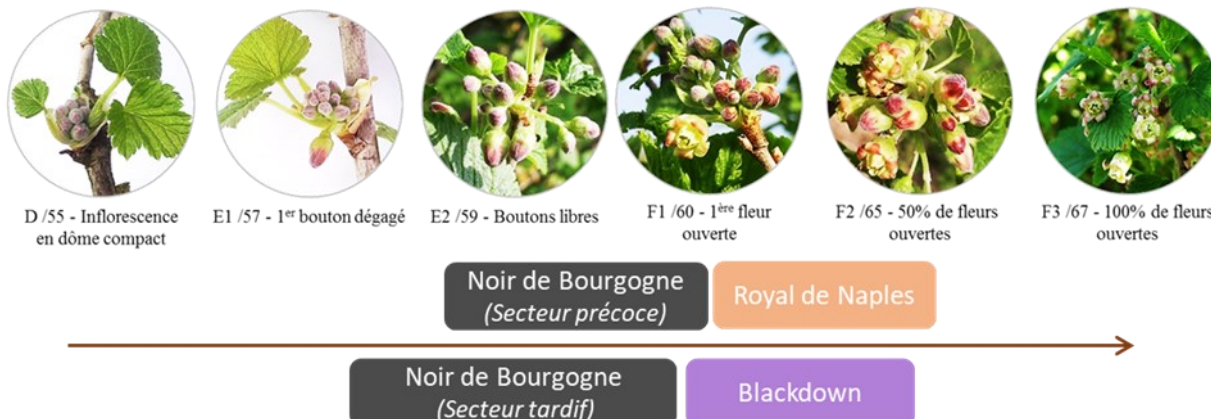 D /55 - Inflorescence
en dôme compact
E1 /57 - 1er bouton dégagé
E2 /59 - Boutons libres
F1 /60 - 1ère fleur
ouverte
F2 /65 - 50% de fleurs
ouvertes
F3 /67 - 100% de fleurs
ouvertes
Noir de Bourgogne
(Secteur précoce)
Royal de Naples
Noir de Bourgogne
(Secteur tardif)
Blackdown